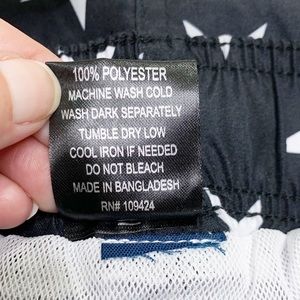 100% POLYESTER
MACHINE WASH COLD
WASH DARK SEPARATELY
TUMBLE DRY LOW
COOL IRON IF NEEDED
DO NOT BLEACH
MADE IN BANGLADESH
RN# 109424